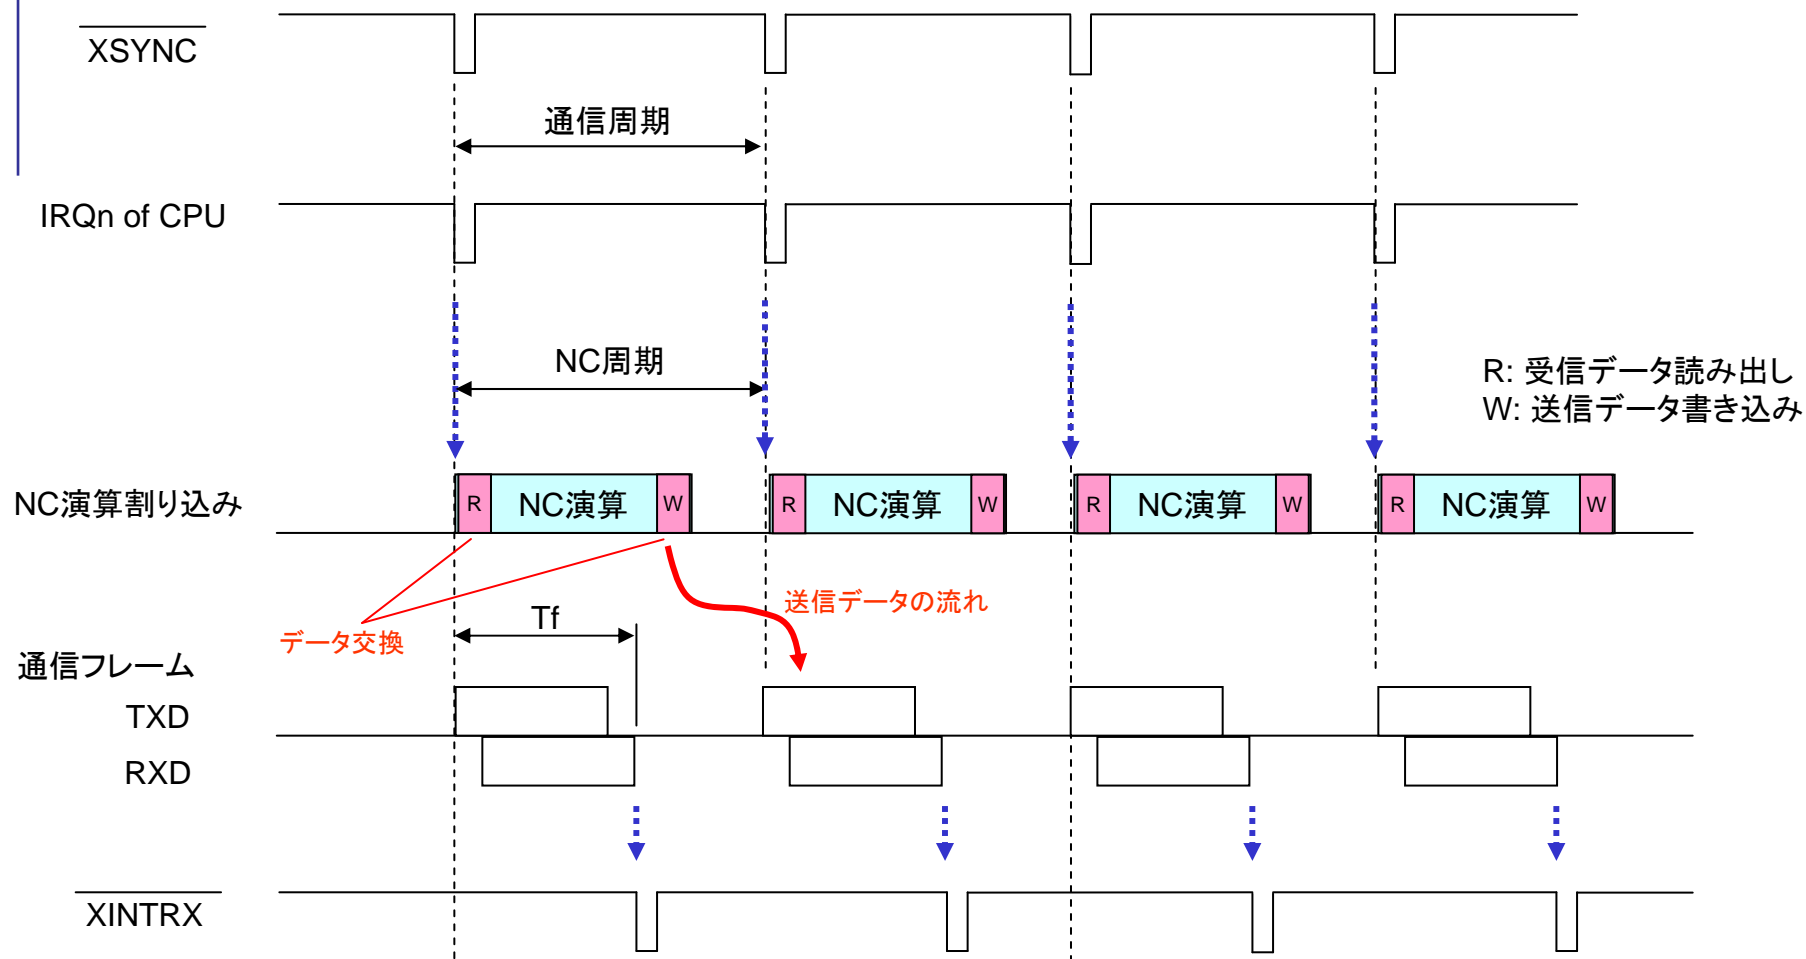 XSYNC
通信周期
IRQn of CPU
NC周期
R: 受信データ読み出し
W: 送信データ書き込み
NC演算割り込み
R NC演算 W R NC演算 W R NC演算 W R NC演算 W
送信データの流れ
Tf
データ交換
通信フレーム
TXD
RXD
XINTRX